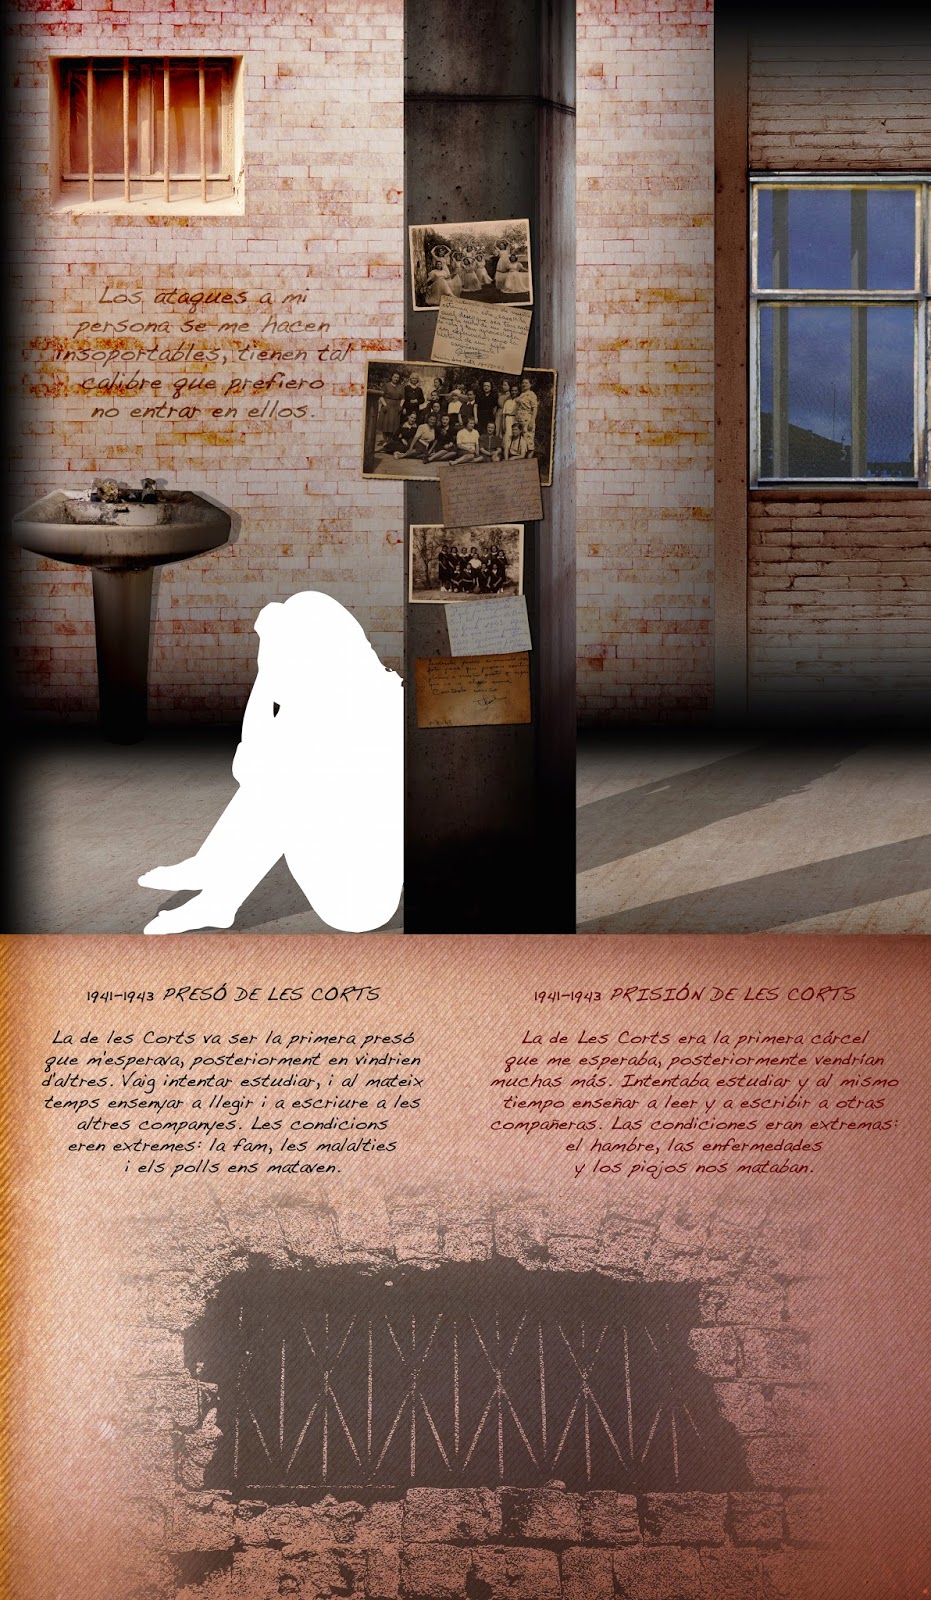 Los ataques a mi
persona se me hacen
insoportables, tienen tal
calibre que prefiero
no entrar en ellos.
1941-1943 PRESÓ DE LES CORTS
La de les Corts va ser la primera presó
que m'esperava, posteriorment en vindrien
d'altres. Vaig intentar estudiar, i al mateix
temps ensenyar a llegir i a escriure a les
altres companyes. Les condicions
eren extremes: la fam, les malalties
i els polls ens mataven.
1941-1943 PRISIÓN DE LES CORTS
La de Les Corts era la primera cárcel
que me esperaba, posteriormente vendrían
muchas más. Intentaba estudiar y al mismo
tiempo enseñar a leer y a escribir a otras
compañeras. Las condiciones eran extremas:
el hambre, las enfermedades
y los piojos nos mataban.